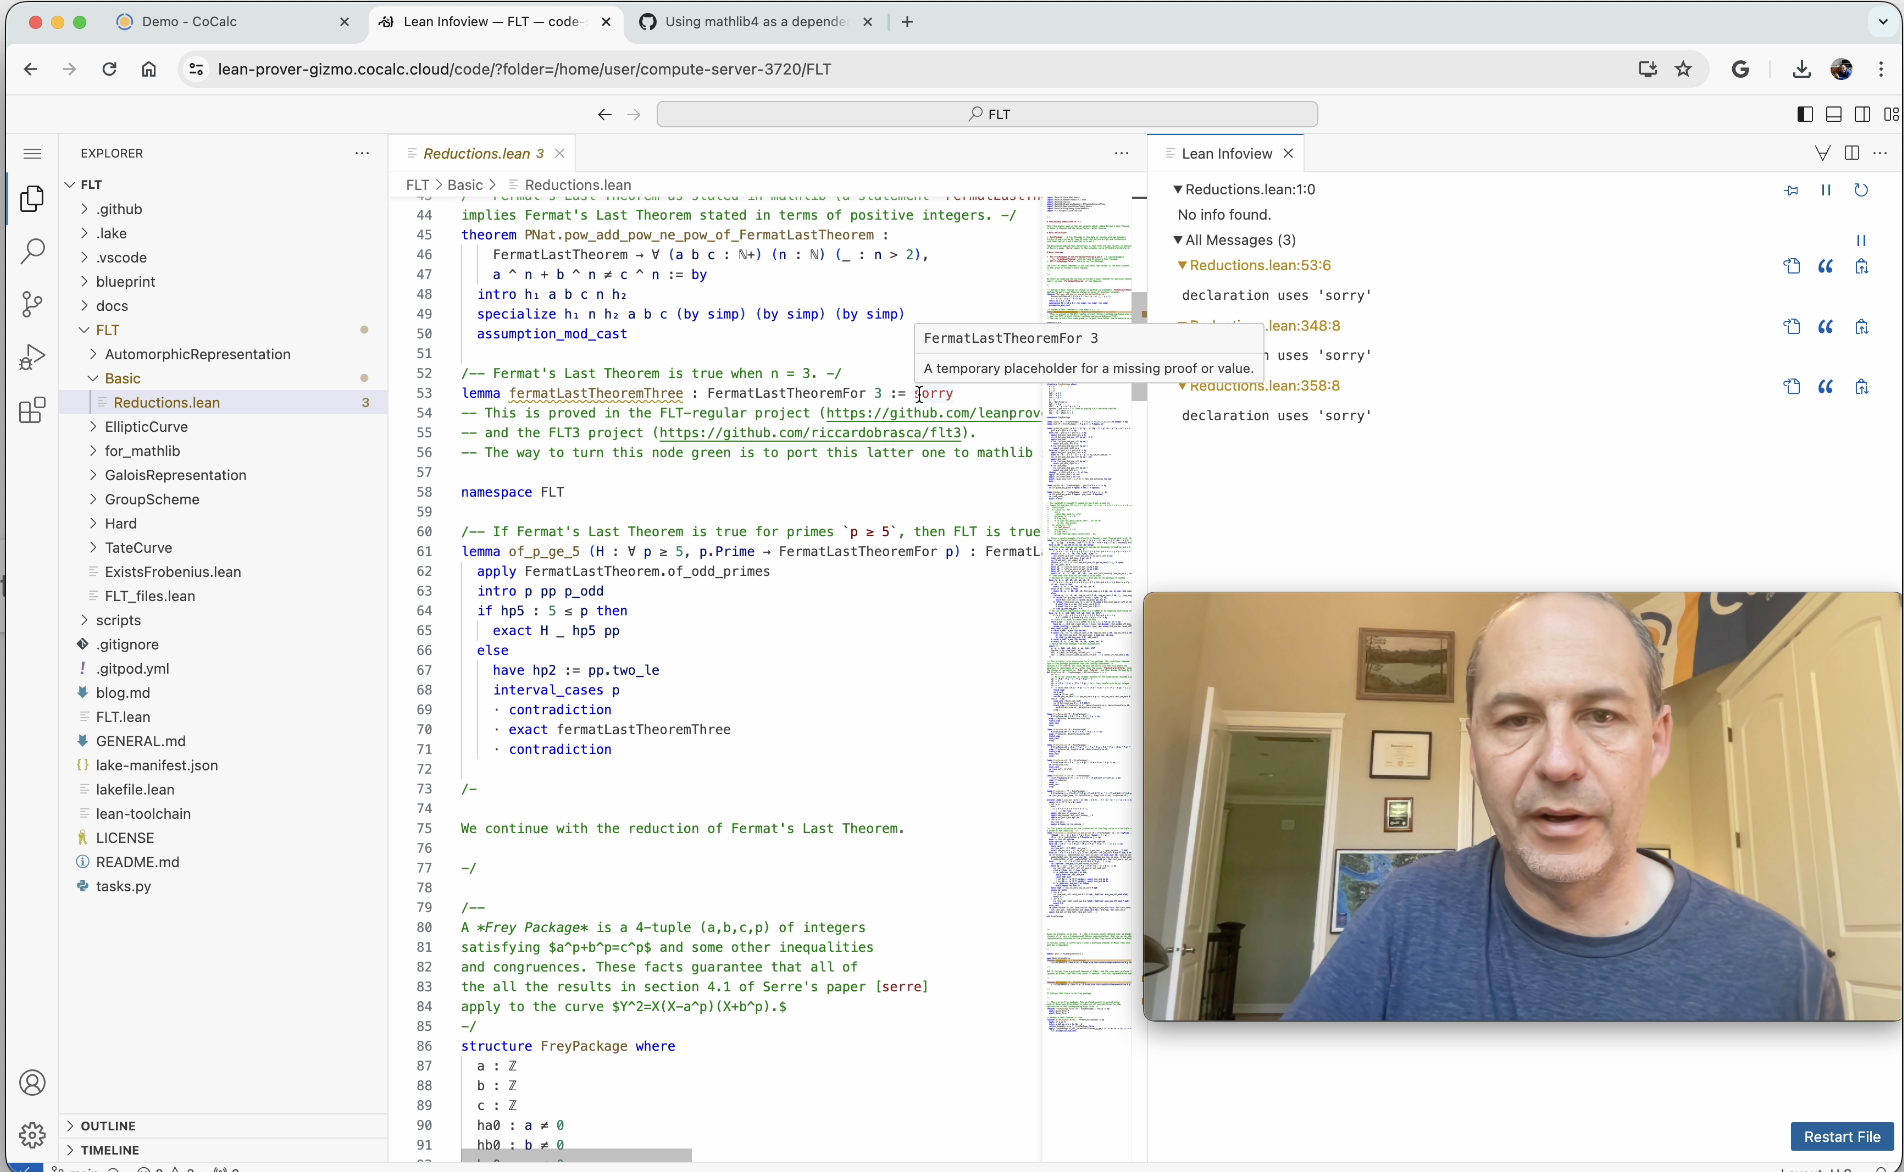 Demo - CoCalc
Lean Infoview — FLT — code-
Using mathlib4 as a depende
lean-prover-gizmo.cocalc.cloud/code/?folder=/home/user/compute-server-3720/FLT
FLT
EXPLORER
FLT
.github
.lake
.vscode
blueprint
docs
FLT
AutomorphicRepresentation
Basic
Reductions.lean 3
EllipticCurve
for_mathlib
GaloisRepresentation
GroupScheme
Hard
TateCurve
ExistsFrobenius.lean
FLT_files.lean
scripts
.gitignore
.gitpod.yml
blog.md
FLT.lean
GENERAL.md
lake-manifest.json
lakefile.lean
lean-toolchain
LICENSE
README.md
tasks.py
OUTLINE
TIMELINE
Reductions.lean 3
FLT > Basic > Reductions.lean
44 implies Fermat's Last Theorem stated in terms of positive integers. -/
45 theorem PNat.pow_add_pow_ne_pow_of_FermatLastTheorem :
46 FermatLastTheorem → ∀ (a b c : ℕ+) (n : ℕ) (_ : n > 2),
47 a ^ n + b ^ n ≠ c ^ n := by
48 intro h₁ a b c n h₂
49 specialize h₁ n h₂ a b c (by simp) (by simp) (by simp)
50 assumption_mod_cast
51
52 /-- Fermat's Last Theorem is true when n = 3. -/
53 lemma fermatLastTheoremThree : FermatLastTheoremFor 3 := sorry
54 -- This is proved in the FLT-regular project (https://github.com/leanprov
55 -- and the FLT3 project (https://github.com/riccardobrasca/flt3).
56 -- The way to turn this node green is to port this latter one to mathlib
57
58 namespace FLT
59
60 /-- If Fermat's Last Theorem is true for primes `p ≥ 5`, then FLT is true
61 lemma of_p_ge_5 (H : ∀ p ≥ 5, p.Prime → FermatLastTheoremFor p) : FermatL
62 apply FermatLastTheorem.of_odd_primes
63 intro p pp p_odd
64 if hp5 : 5 ≤ p then
65 exact H _ hp5 pp
66 else
67 have hp2 := pp.two_le
68 interval_cases p
69 · contradiction
70 · exact fermatLastTheoremThree
71 · contradiction
72
73 /-
74
75 We continue with the reduction of Fermat's Last Theorem.
76
77 -/
78
79 /--
80 A *Frey Package* is a 4-tuple (a,b,c,p) of integers
81 satisfying $a^p+b^p=c^p$ and some other inequalities
82 and congruences. These facts guarantee that all of
83 the all the results in section 4.1 of Serre's paper [serre]
84 apply to the curve $Y^2=X(X-a^p)(X+b^p).$
85 -/
86 structure FreyPackage where
87 a : ℤ
88 b : ℤ
89 c : ℤ
90 ha0 : a ≠ 0
91 hb0 : b ≠ 0
FermatLastTheoremFor 3
A temporary placeholder for a missing proof or value.
Lean Infoview
Reductions.lean:1:0
No info found.
All Messages (3)
Reductions.lean:53:6
declaration uses 'sorry'
Reductions.lean:348:8
n uses 'sorry'
Reductions.lean:358:8
declaration uses 'sorry'
Restart File